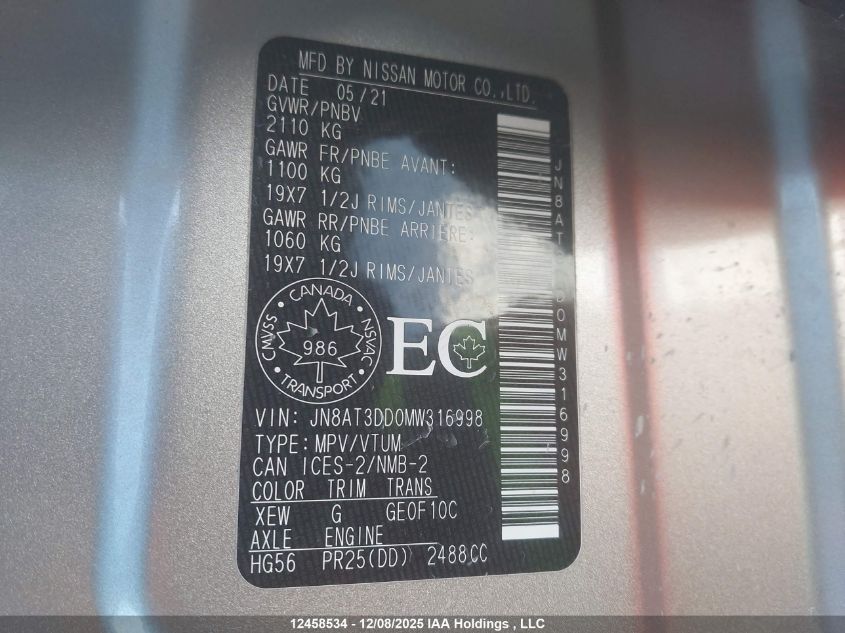 MFD BY NISSAN MOTOR CO.,LTD.
DATE 05/21
GVWR/PNBV
2110 KG
GAWR FR/PNBE AVANT:
1100 KG
19X7 1/2J RIMS/JANTES
GAWR RR/PNBE ARRIERE:
1060 KG
19X7 1/2J RIMS/JANTES
CANADA
CMVSS
NSVAC
986
TRANSPORT
EC
VIN: JN8AT3DD0MW316998
TYPE:MPV/VTUM
CAN ICES-2/NMB-2
COLOR TRIM TRANS
XEW G GE0F10C
AXLE ENGINE
HG56 PR25(DD) 2488CC
12458534 - 12/08/2025 IAA Holdings , LLC